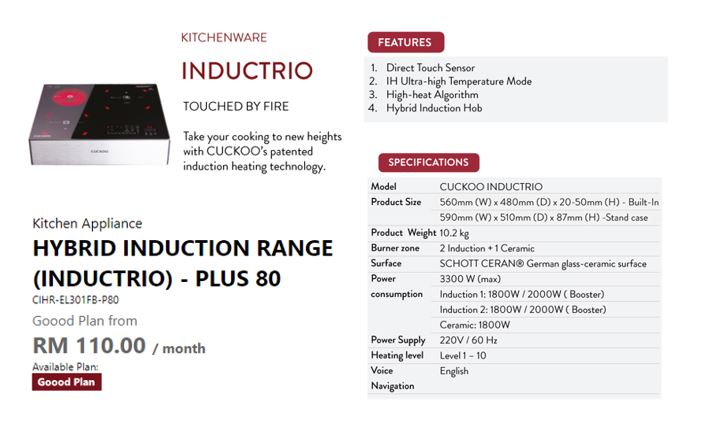 KITCHENWARE
INDUCTRIO
TOUCHED BY FIRE
Take your cooking to new heights
with CUCKOO's patented
induction heating technology.
CUCKOO
Kitchen Appliance
HYBRID INDUCTION RANGE
(INDUCTRIO) - PLUS 80
CIHR-EL301FB-P80
Goood Plan from
RM 110.00 / month
Available Plan:
Goood Plan
FEATURES
1. Direct Touch Sensor
2. IH Ultra-high Temperature Mode
3. High-heat Algorithm
4. Hybrid Induction Hob
SPECIFICATIONS
Model CUCKOO INDUCTRIO
Product Size 560mm (W) x 480mm (D) x 20-50mm (H) - Built-In
590mm (W) x 510mm (D) x 87mm (H) -Stand case
Product Weight 10.2 kg
Burner zone 2 Induction + 1 Ceramic
Surface SCHOTT CERAN® German glass-ceramic surface
Power 3300 W (max)
consumption Induction 1: 1800W / 2000W ( Booster)
Induction 2: 1800W / 2000W ( Booster)
Ceramic: 1800W
Power Supply 220V / 60 Hz
Heating level Level 1 – 10
Voice English
Navigation